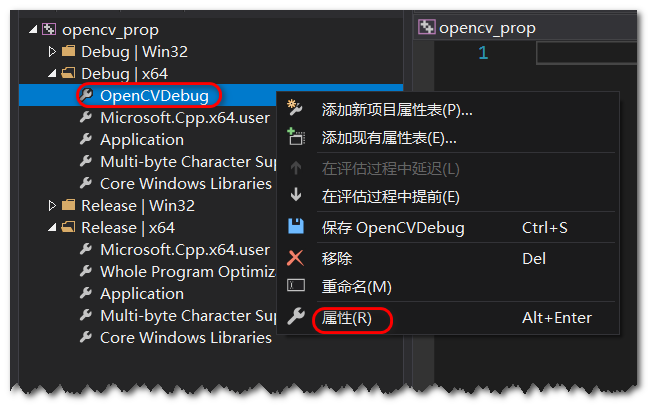 opencv_prop
Debug | Win32
Debug | x64
OpenCVDebug
Microsoft.Cpp.x64.user
Application
Multi-byte Character Sup
Core Windows Libraries
Release | Win32
Release | x64
Microsoft.Cpp.x64.user
Whole Program Optimiza
Application
Multi-byte Character Sup
Core Windows Libraries
添加新项目属性表(P)...
添加现有属性表(E)...
在评估过程中延迟(L)
在评估过程中提前(E)
保存 OpenCVDebug Ctrl+S
移除 Del
重命名(M)
属性(R) Alt+Enter
opencv_prop
1